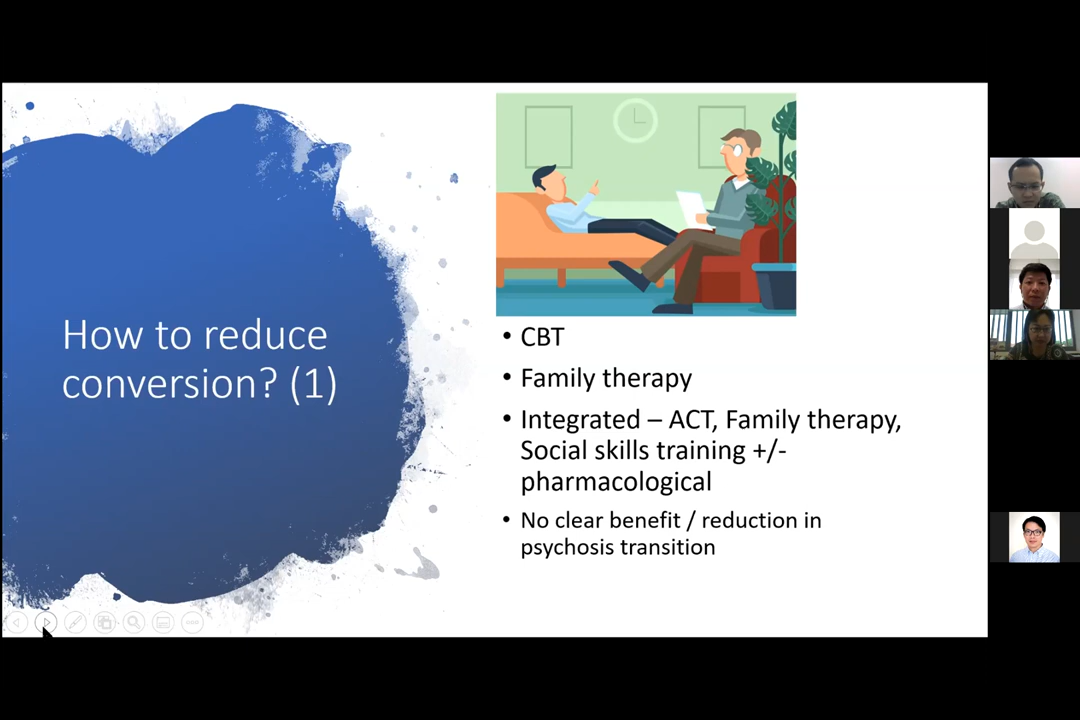 How to reduce
conversion? (1)
• CBT
• Family therapy
• Integrated – ACT, Family therapy,
Social skills training +/-
pharmacological
• No clear benefit / reduction in
psychosis transition